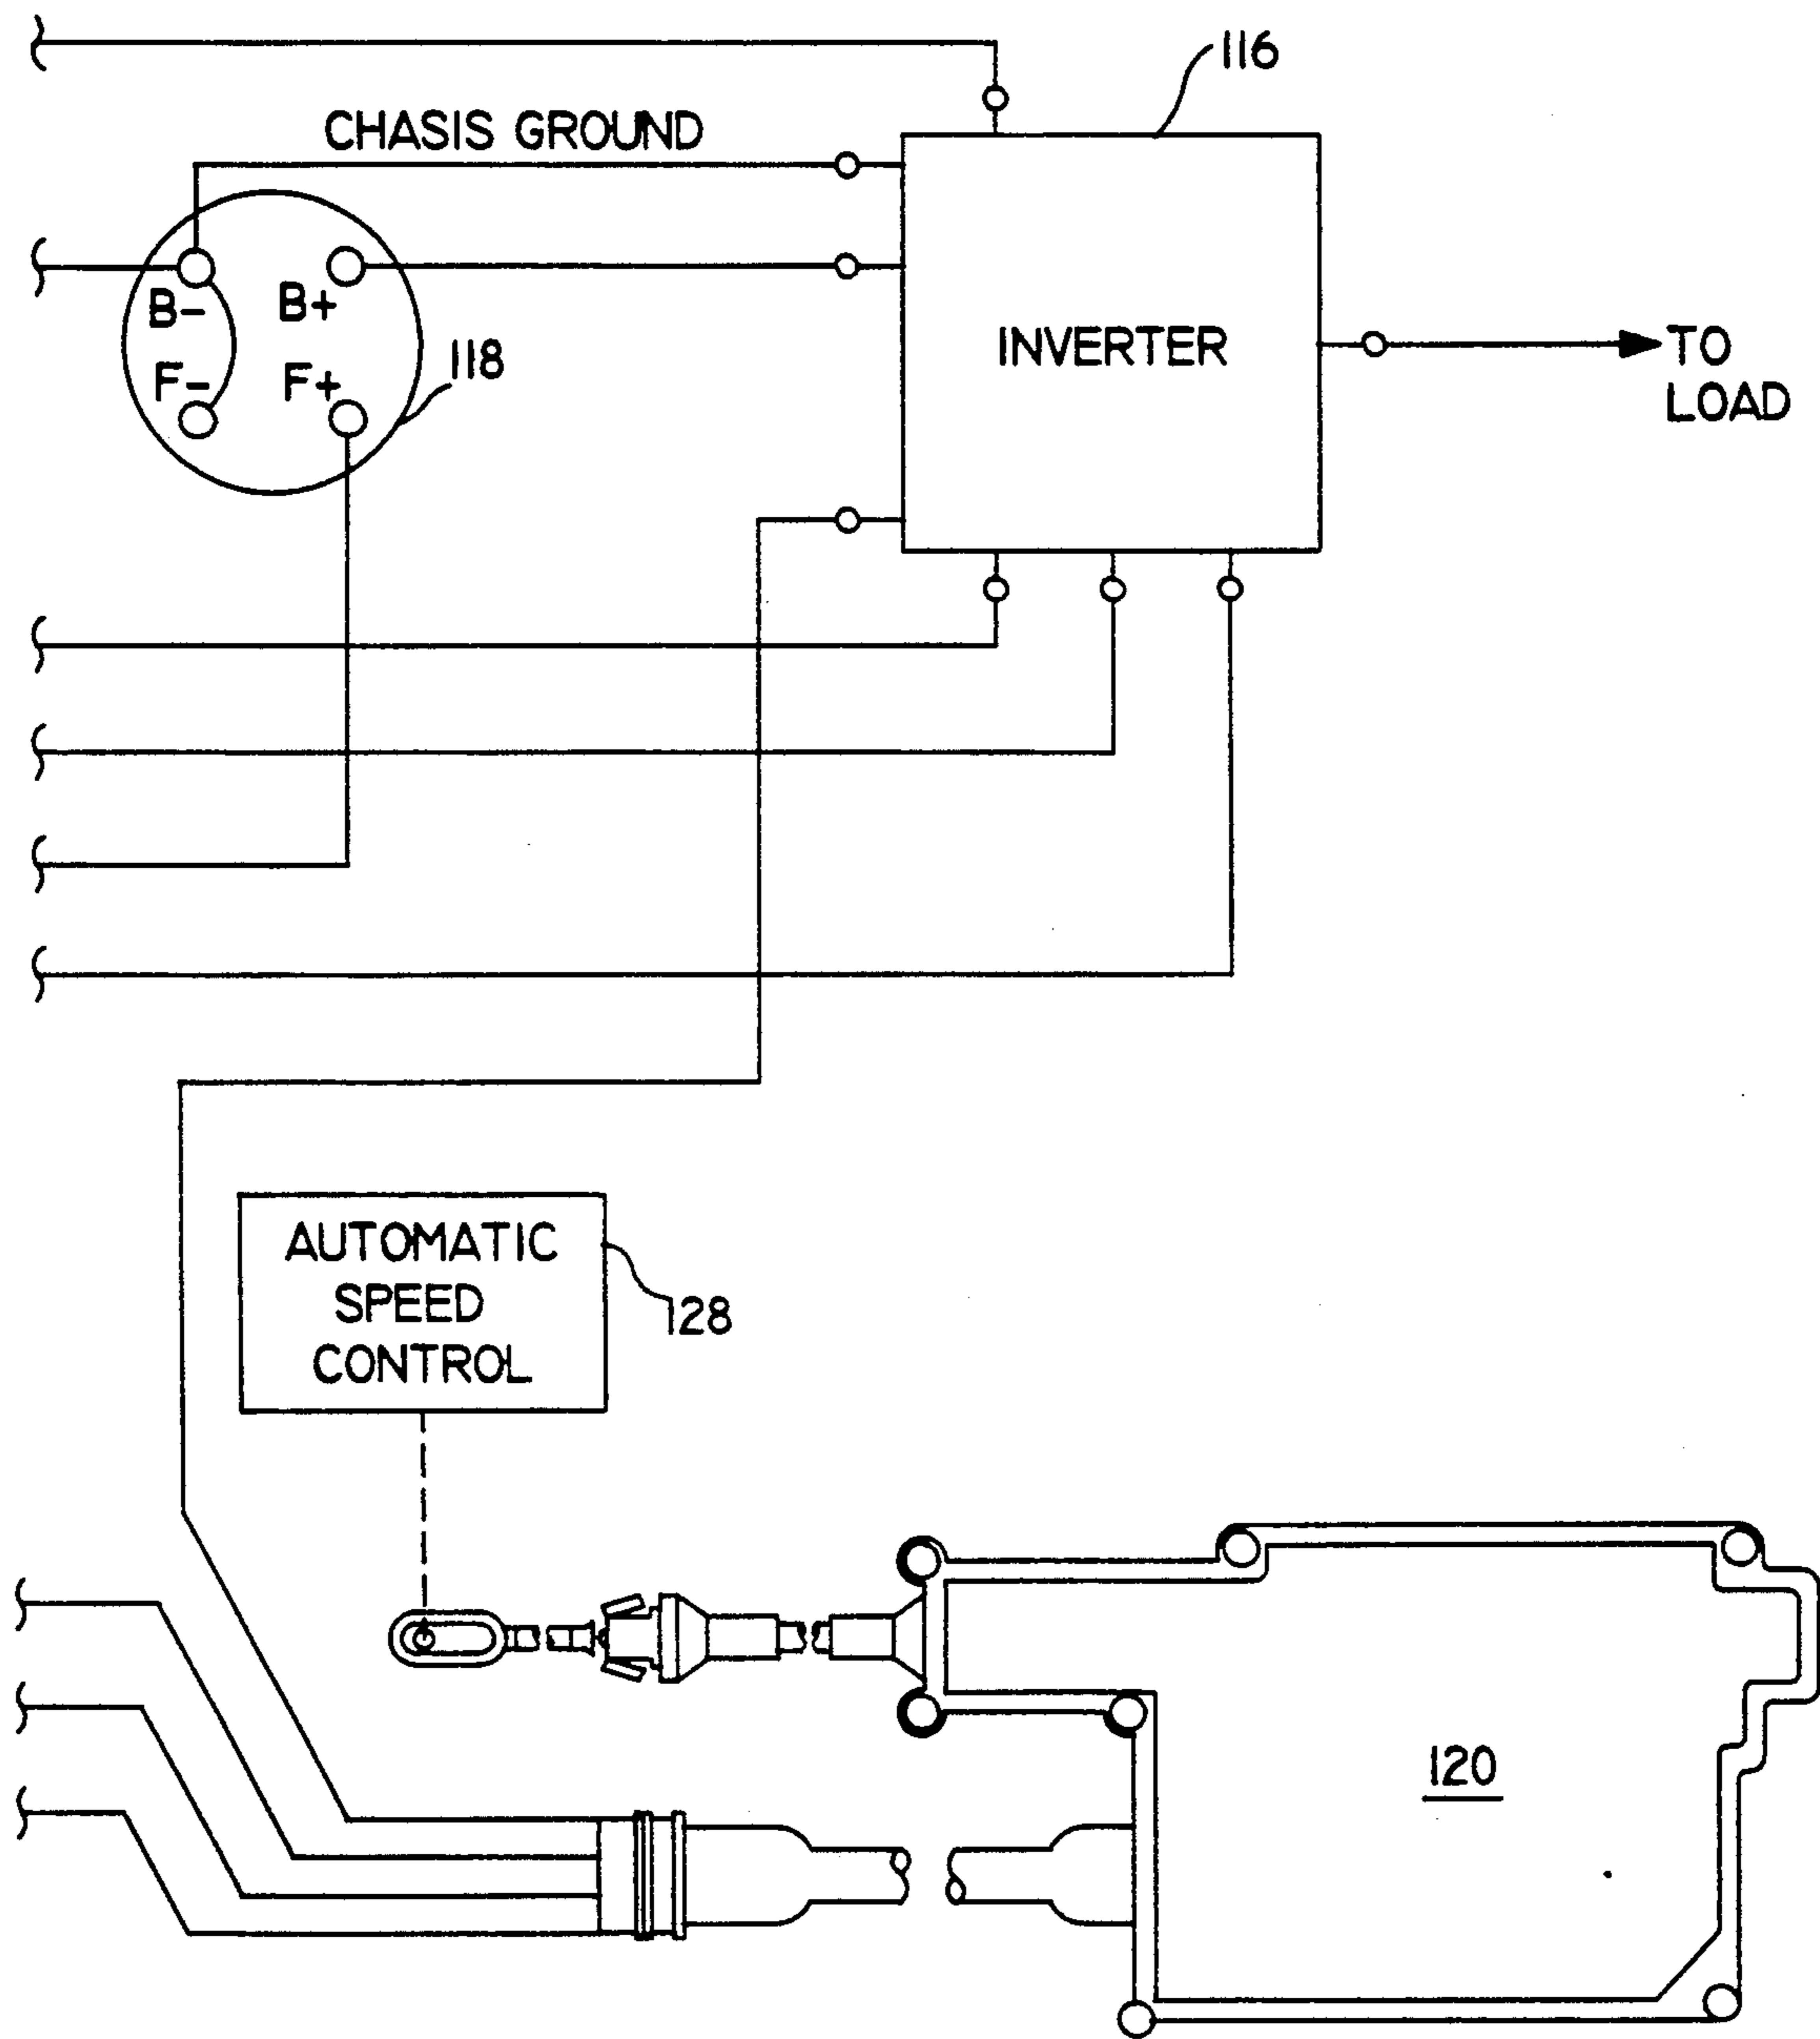 116
CHASIS GROUND
B-
B+
F-
F+
118
INVERTER
TO
LOAD
AUTOMATIC
SPEED
CONTROL
128
120